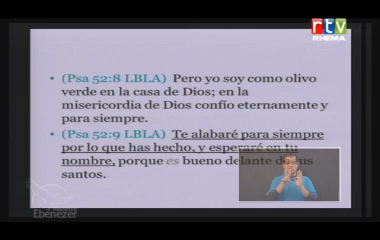 rtv
RHEMA
• (Psa 52:8 LBLA) Pero yo soy como olivo
verde en la casa de Dios; en la
misericordia de Dios confío eternamente y
para siempre.
• (Psa 52:9 LBLA) Te alabaré para siempre
por lo que has hecho, y esperaré en tu
nombre, porque es bueno delante de tus
santos.
Ebenezer